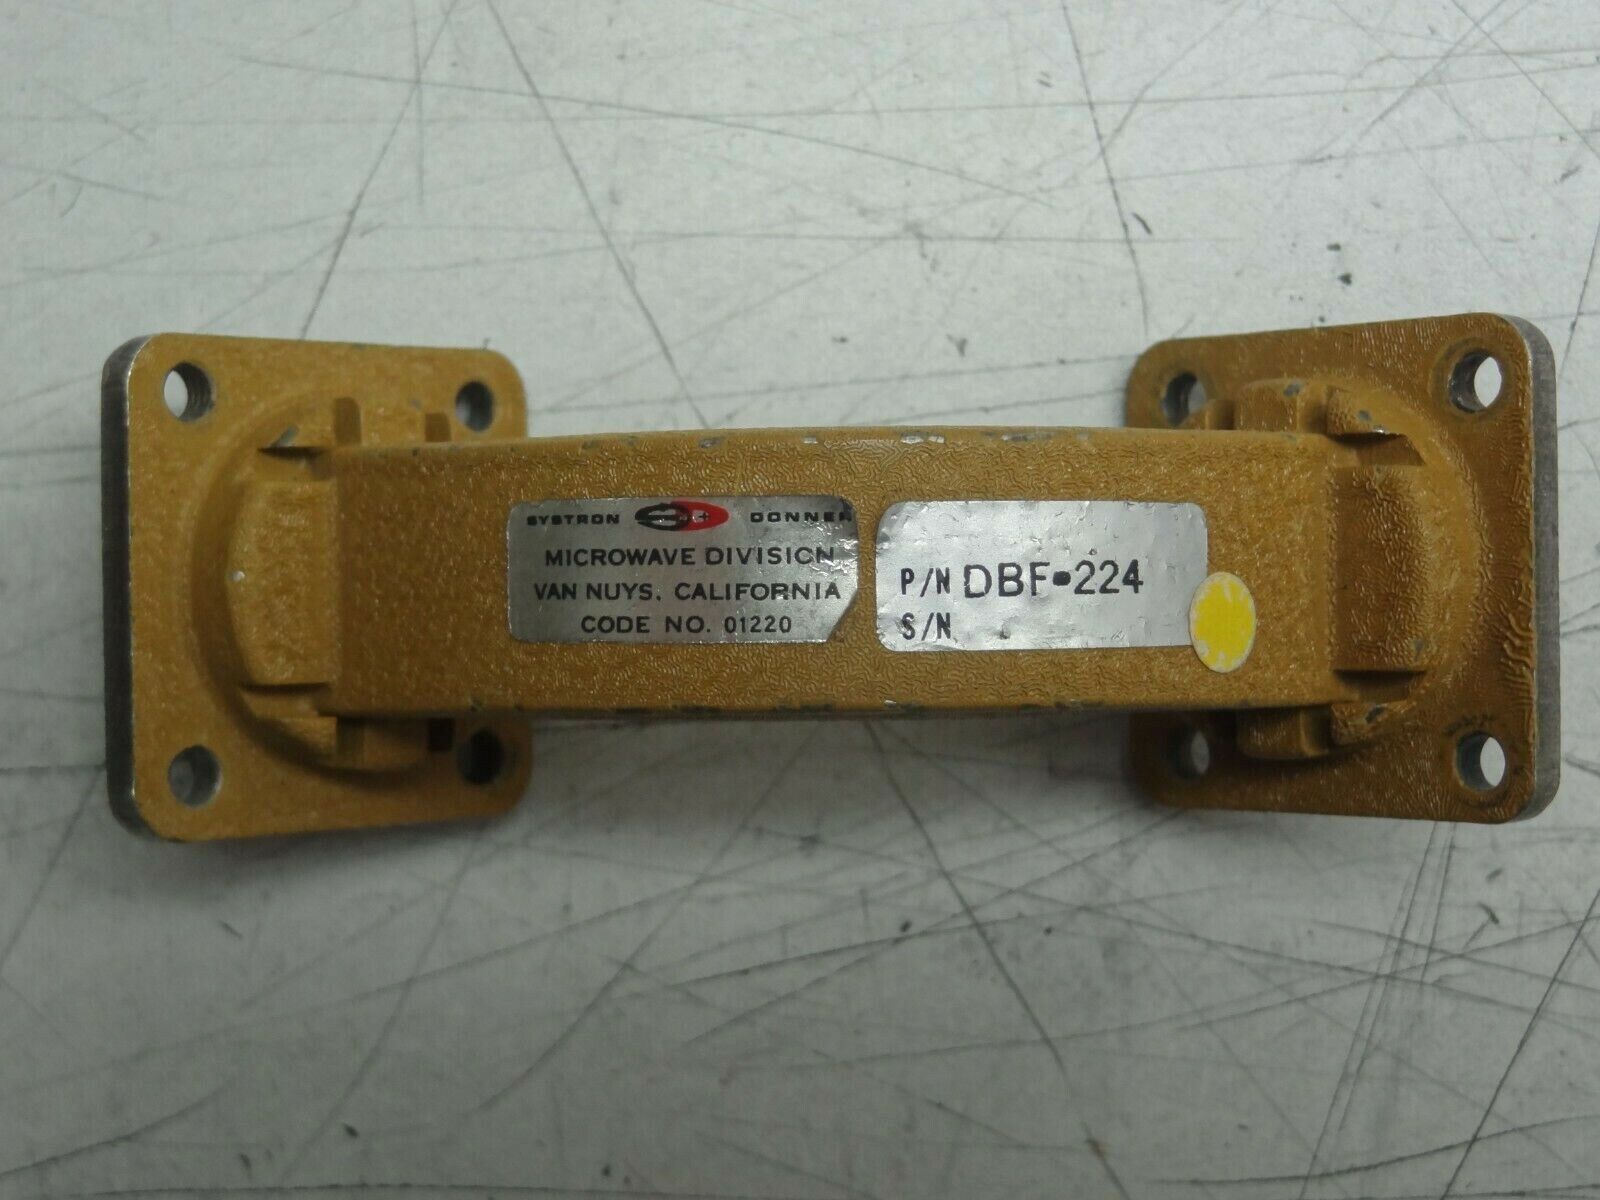 SYSTRON DONNER
MICROWAVE DIVISION
VAN NUYS, CALIFORNIA
CODE NO. 01220
P/N DBF-224
S/N